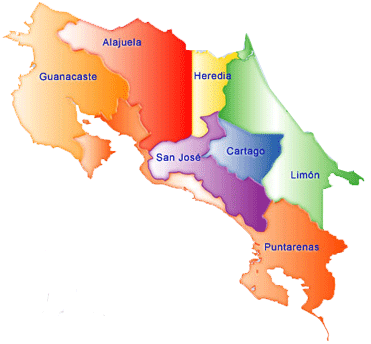 Alajuela
Guanacaste
Heredia
San José
Cartago
Limón
Puntarenas